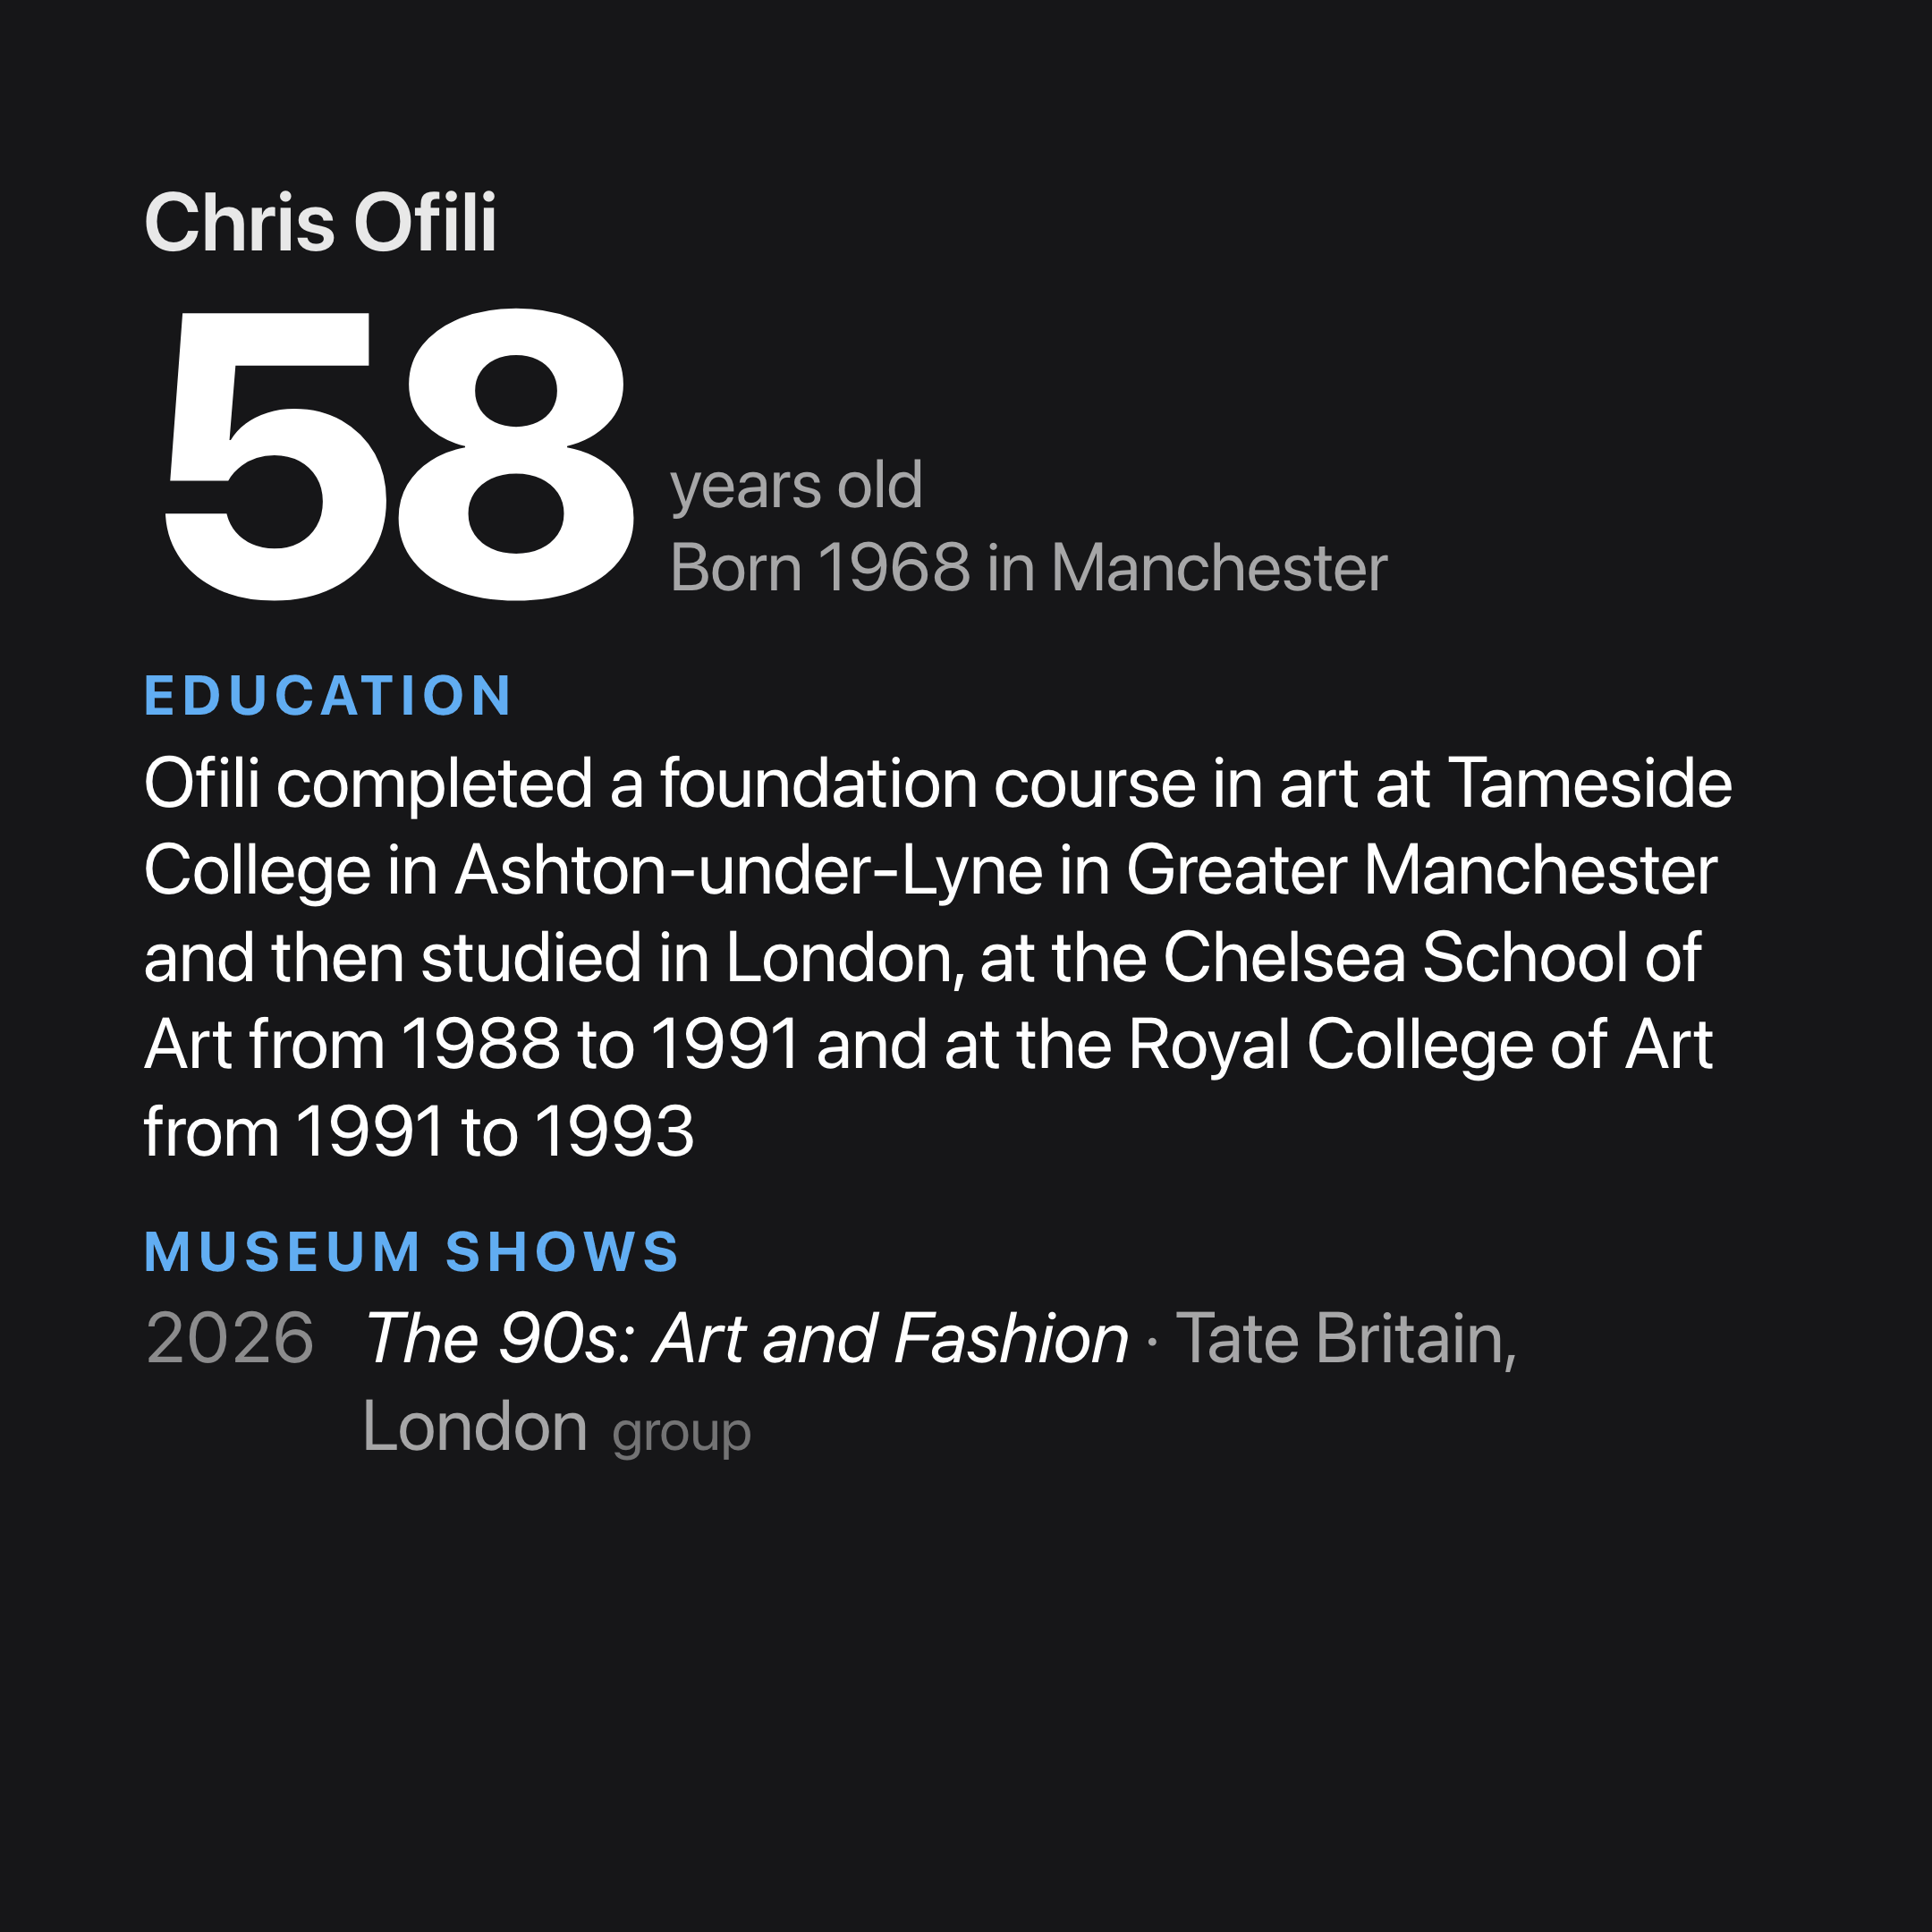 Chris Ofili
58
years old
Born 1968 in Manchester
EDUCATION
Ofili completed a foundation course in art at Tameside
College in Ashton-under-Lyne in Greater Manchester
and then studied in London, at the Chelsea School of
Art from 1988 to 1991 and at the Royal College of Art
from 1991 to 1993
MUSEUM SHOWS
2026 The 90s: Art and Fashion · Tate Britain,
London group